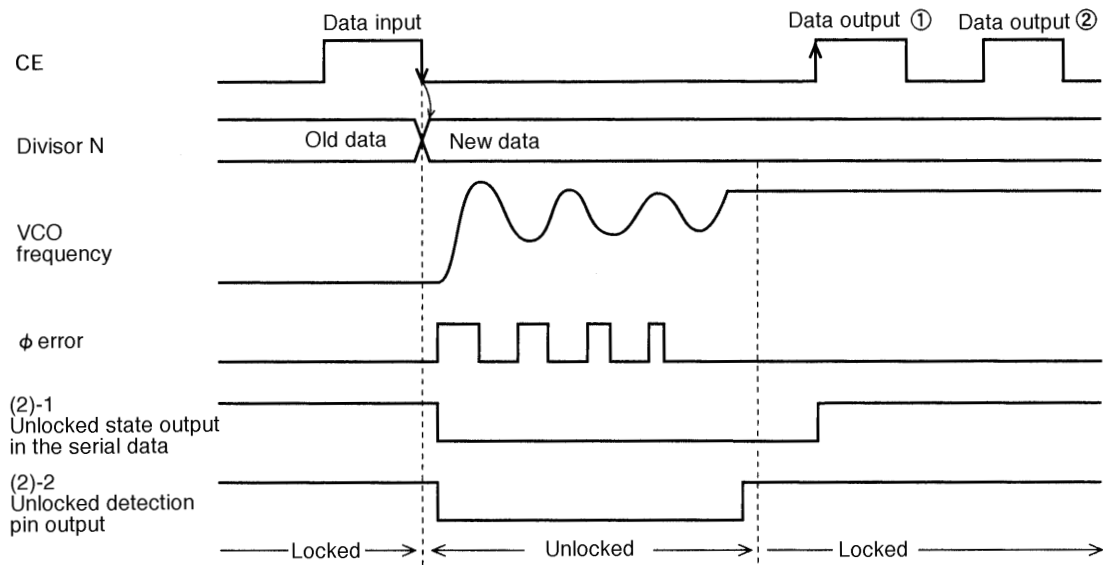 Data input
Data output ①
Data output ②
CE
Divisor N
Old data
New data
VCO
frequency
ϕ error
(2)-1
Unlocked state output
in the serial data
(2)-2
Unlocked detection
pin output
Locked
Unlocked
Locked